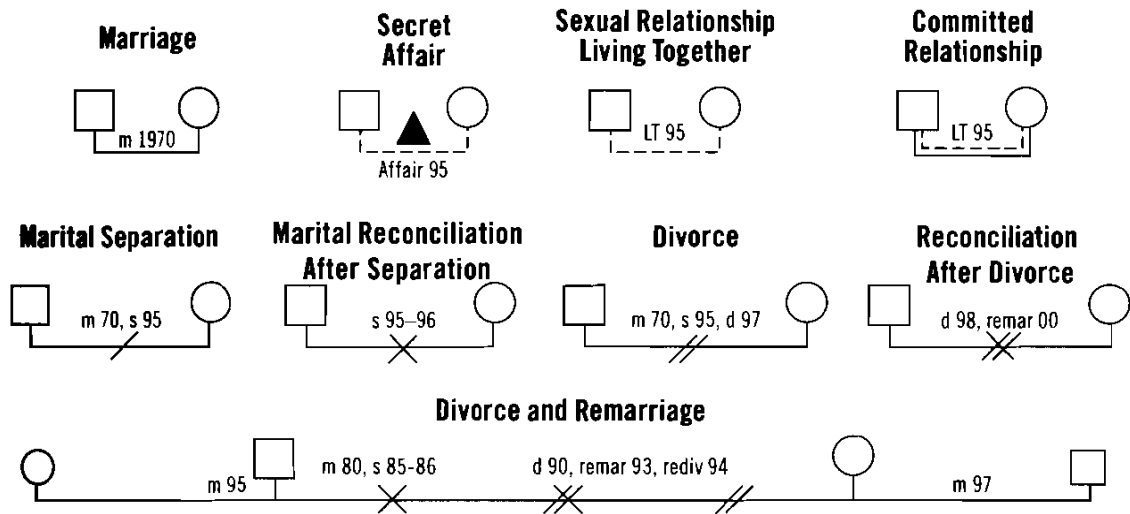 Marriage
Secret
Affair
Sexual Relationship
Living Together
Committed
Relationship
m 1970
Affair 95
LT 95
LT 95
Marital Separation
Marital Reconciliation
After Separation
Divorce
Reconciliation
After Divorce
m 70, s 95
s 95–96
m 70, s 95, d 97
d 98, remar 00
Divorce and Remarriage
m 95
m 80, s 85-86
d 90, remar 93, rediv 94
m 97